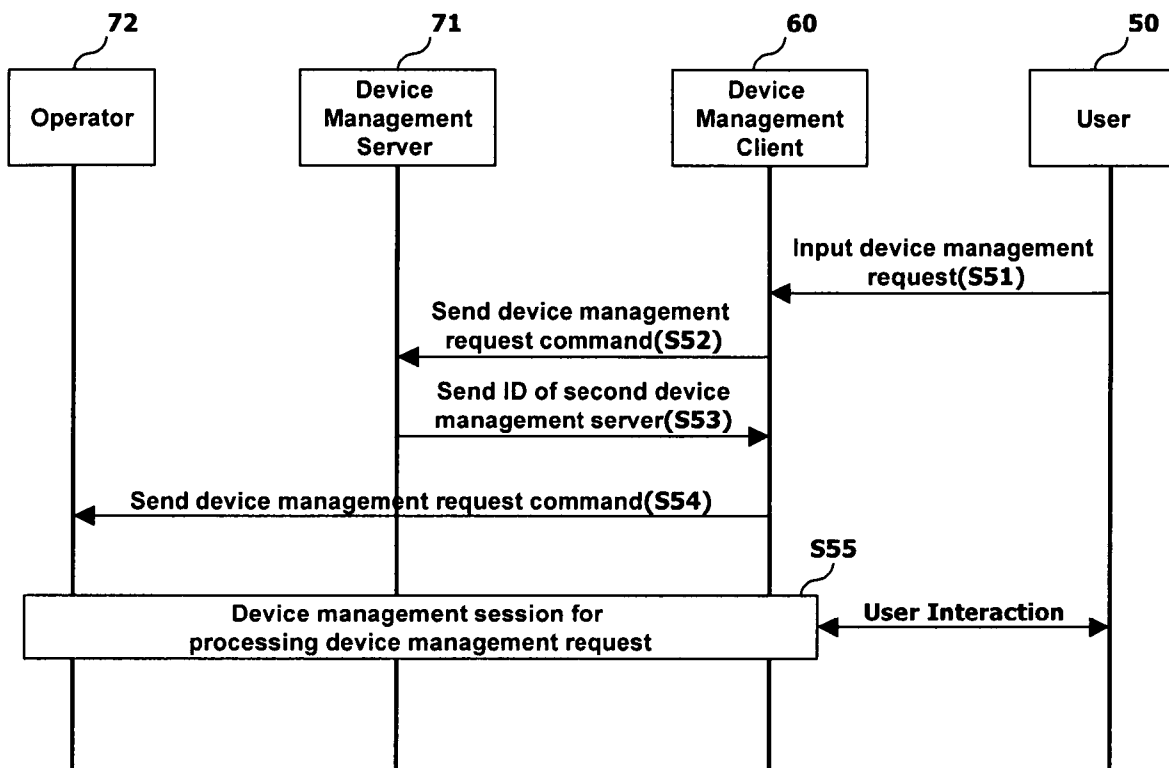 72
71
60
50
Operator
Device
Management
Server
Device
Management
Client
User
Input device management
request(S51)
Send device management
request command(S52)
Send ID of second device
management server(S53)
Send device management request command(S54)
S55
Device management session for
processing device management request
User Interaction